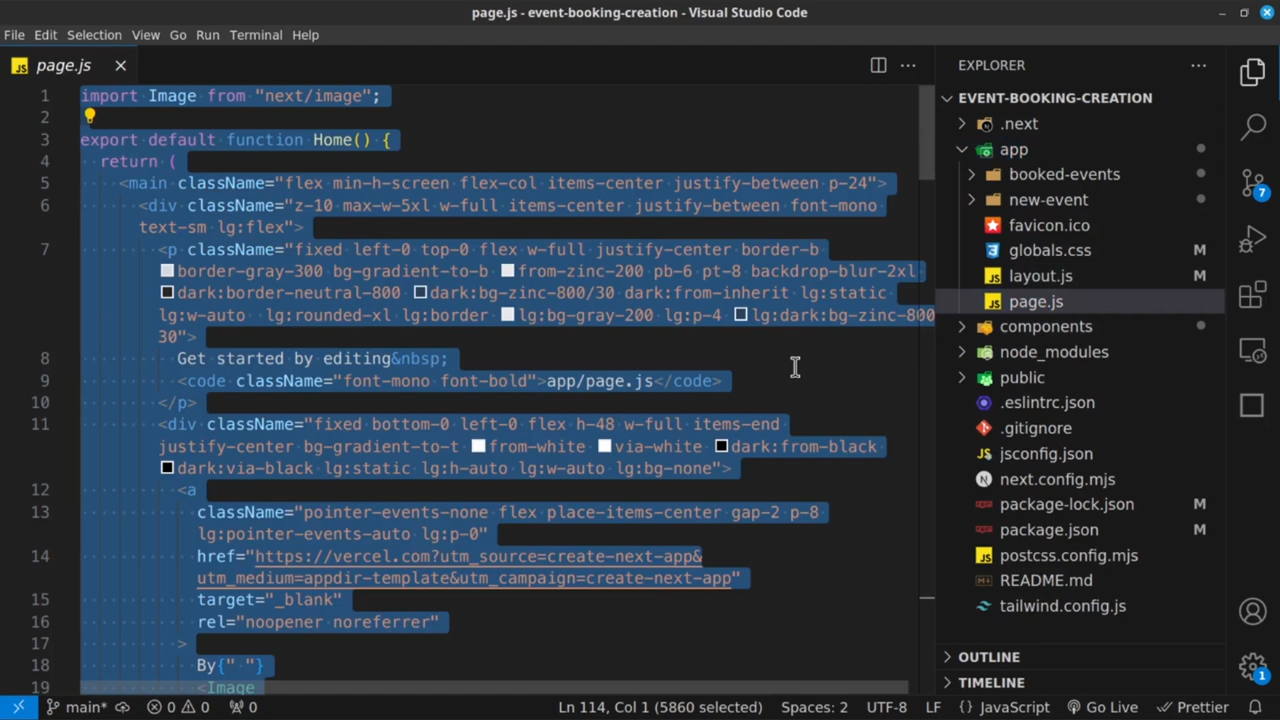 page.js - event-booking-creation - Visual Studio Code
File Edit Selection View Go Run Terminal Help
JS page.js
1 import Image from "next/image";
2
3 export default function Home() {
4 return (
5 <main className="flex min-h-screen flex-col items-center justify-between p-24">
6 <div className="z-10 max-w-5xl w-full items-center justify-between font-mono
text-sm lg:flex">
7 <p className="fixed left-0 top-0 flex w-full justify-center border-b
border-gray-300 bg-gradient-to-b from-zinc-200 pb-6 pt-8 backdrop-blur-2xl
dark:border-neutral-800 dark:bg-zinc-800/30 dark:from-inherit lg:static
lg:w-auto lg:rounded-xl lg:border lg:bg-gray-200 lg:p-4 lg:dark:bg-zinc-800
30">
8 Get started by editing&nbsp;
9 <code className="font-mono font-bold">app/page.js</code>
10 </p>
11 <div className="fixed bottom-0 left-0 flex h-48 w-full items-end
justify-center bg-gradient-to-t from-white via-white dark:from-black
dark:via-black lg:static lg:h-auto lg:w-auto lg:bg-none">
12 <a
13 className="pointer-events-none flex place-items-center gap-2 p-8
lg:pointer-events-auto lg:p-0"
14 href="https://vercel.com?utm_source=create-next-app&
utm_medium=appdir-template&utm_campaign=create-next-app"
15 target="_blank"
16 rel="noopener noreferrer"
17 >
18 By{" "}
19 <Image
EXPLORER
EVENT-BOOKING-CREATION
.next
app
booked-events
new-event
favicon.ico
globals.css M
JS layout.js M
JS page.js
components
node_modules
public
.eslintrc.json
.gitignore
JS jsconfig.json
next.config.mjs
package-lock.json M
package.json M
JS postcss.config.mjs
README.md
tailwind.config.js
OUTLINE
TIMELINE
7
1
main* 0 0 0 Ln 114, Col 1 (5860 selected) Spaces: 2 UTF-8 LF {} JavaScript Go Live Prettier